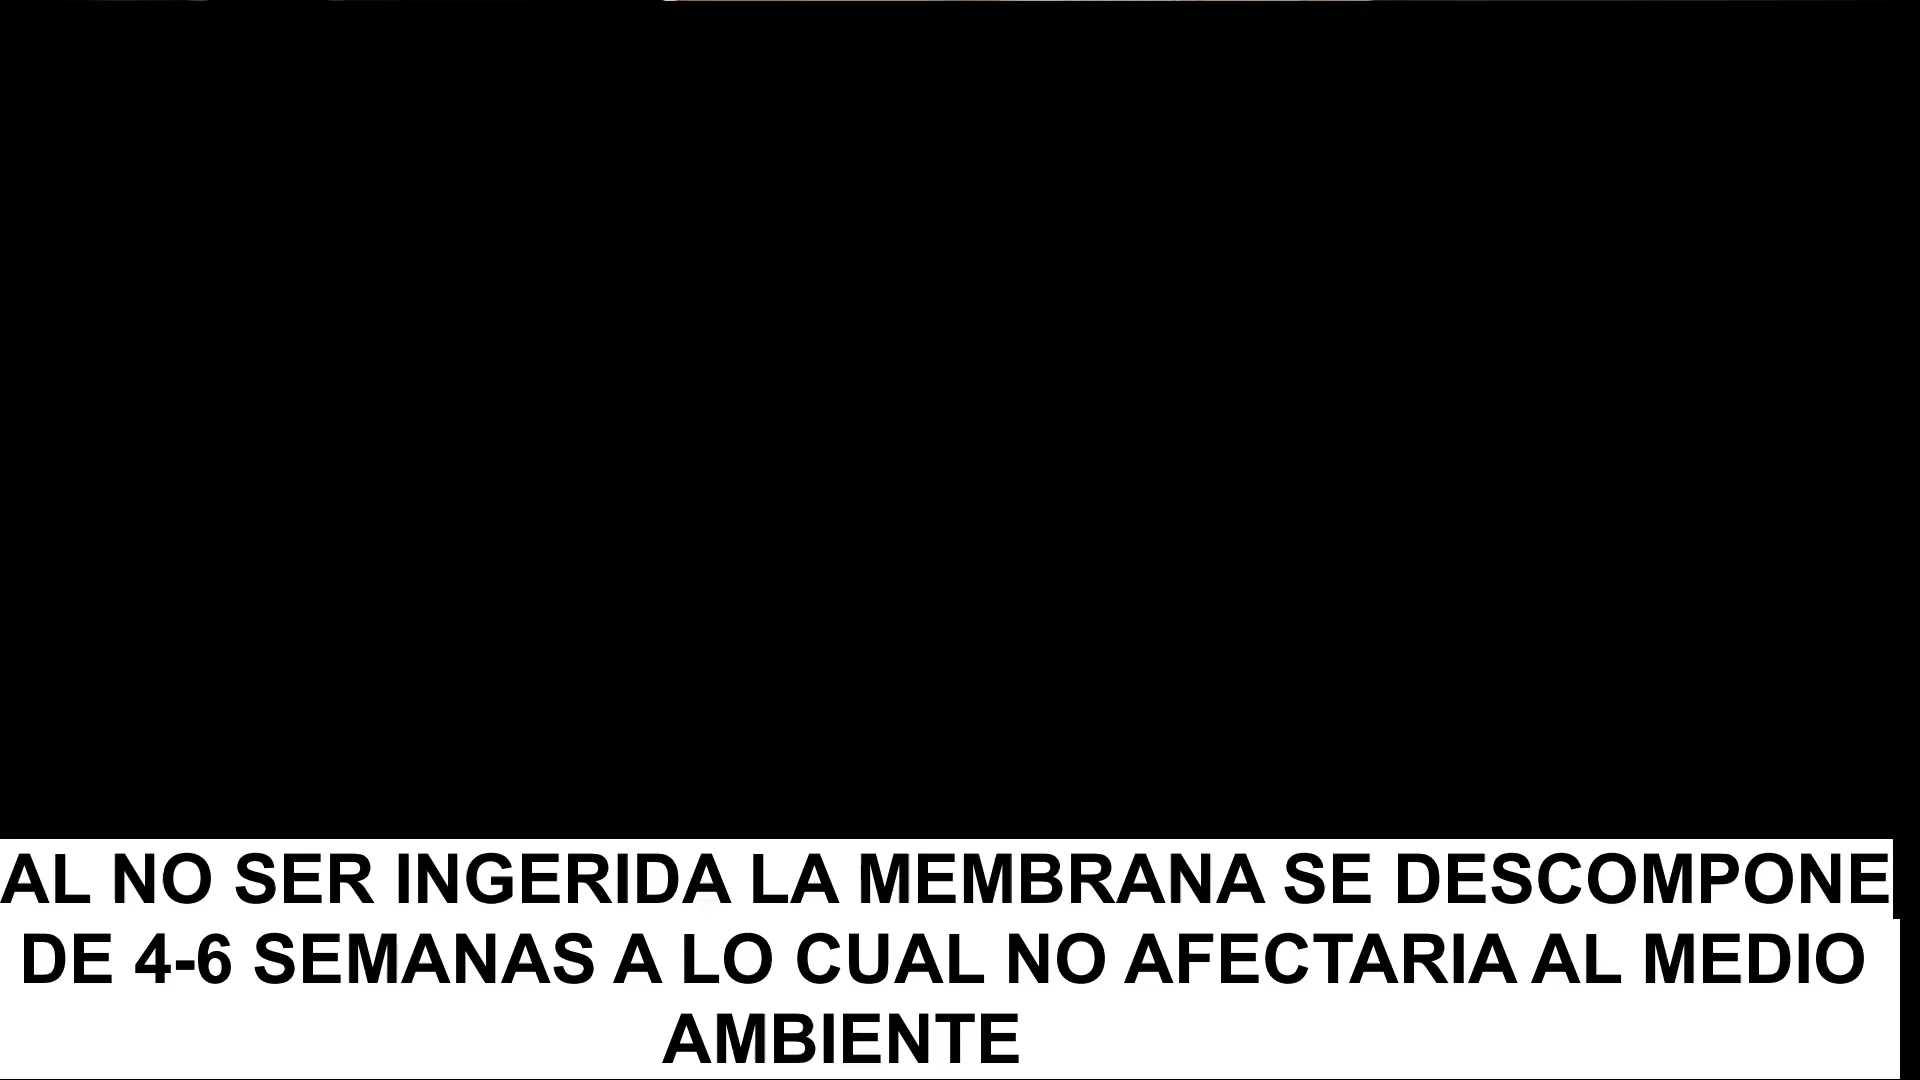 AL NO SER INGERIDA LA MEMBRANA SE DESCOMPONE
DE 4-6 SEMANAS A LO CUAL NO AFECTARIA AL MEDIO
AMBIENTE